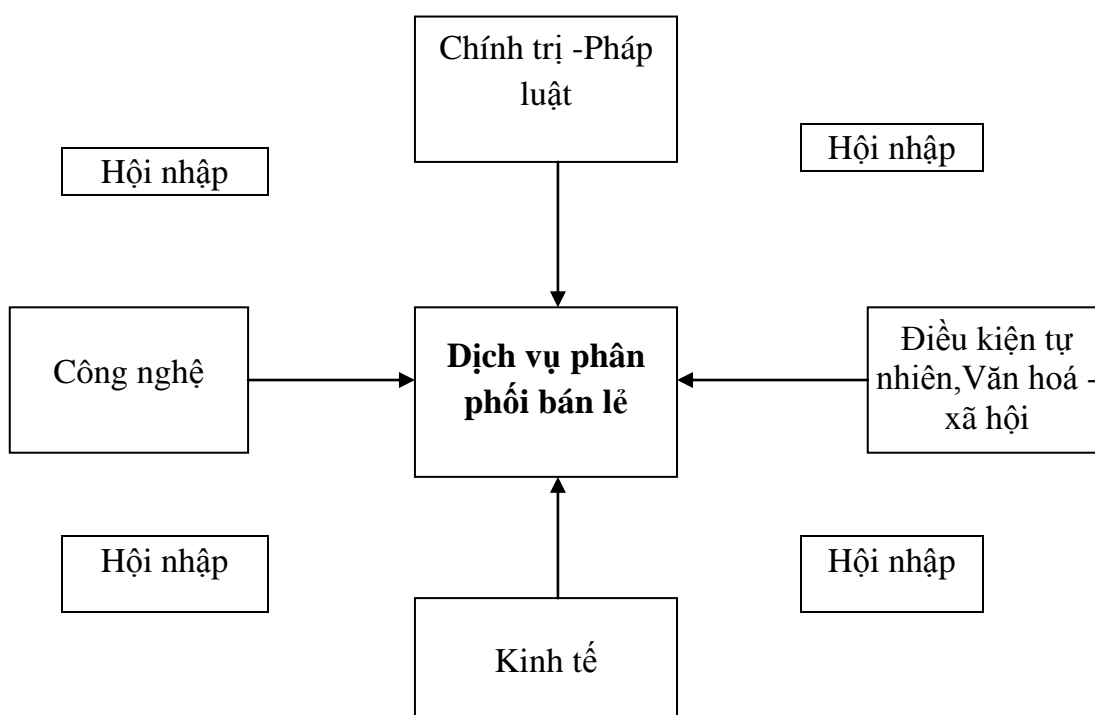 Chính trị -Pháp
luật
Hội nhập
Hội nhập
Công nghệ
Dịch vụ phân
phối bán lẻ
Điều kiện tự
nhiên,Văn hoá -
xã hội
Hội nhập
Hội nhập
Kinh tế